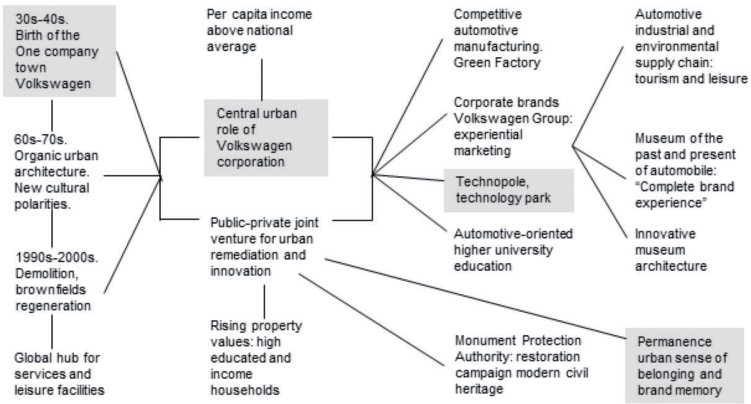 30s-40s.
Birth of the
One company
town
Volkswagen
60s-70s.
Organic urban
architecture.
New cultural
polarities.
1990s-2000s.
Demolition,
brownfields
regeneration
Global hub for
services and
leisure facilities
Per capita income
above national
average
Central urban
role of
Volkswagen
corporation
Public-private joint
venture for urban
remediation and
innovation
Rising property
values: high
educated and
income
households
Competitive
automotive
manufacturing.
Green Factory
Corporate brands
Volkswagen Group:
experiential
marketing
Technopole,
technology park
Automotive-oriented
higher university
education
Monument Protection
Authority: restoration
campaign modern civil
heritage
Automotive
industrial and
environmental
supply chain:
tourism and leisure
Museum of the
past and present
of automobile:
“Complete brand
experience”
Innovative
museum
architecture
Permanence
urban sense of
belonging and
brand memory